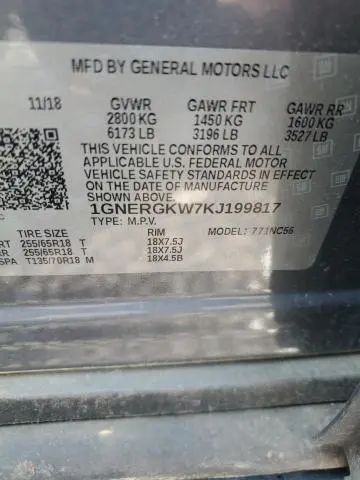 MFD BY GENERAL MOTORS LLC
11/18 GVWR GAWR FRT GAWR RR
2800 KG 1450 KG 1600 KG
6173 LB 3196 LB 3527 LB
THIS VEHICLE CONFORMS TO ALL
APPLICABLE U.S. FEDERAL MOTOR
VEHICLE SAFETY STANDARDS IN EFFECT
ON THE DATE OF MANUFACTURE
SHOWN ABOVE.
1GNERGKW7KJ199817
TYPE: M.P.V. MODEL: 771NC56
TIRE SIZE RIM
RT 255/65R18 T 18X7.5J
RR 255/65R18 T 18X7.5J
SPA T135/70R18 M 18X4.5B